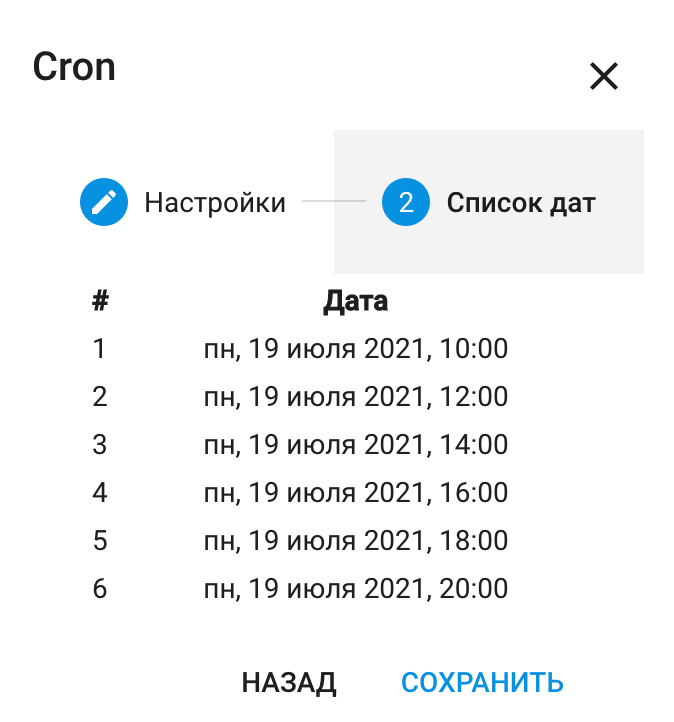 Cron
Настройки 2 Список дат
# Дата
1 пн, 19 июля 2021, 10:00
2 пн, 19 июля 2021, 12:00
3 пн, 19 июля 2021, 14:00
4 пн, 19 июля 2021, 16:00
5 пн, 19 июля 2021, 18:00
6 пн, 19 июля 2021, 20:00
НАЗАД СОХРАНИТЬ